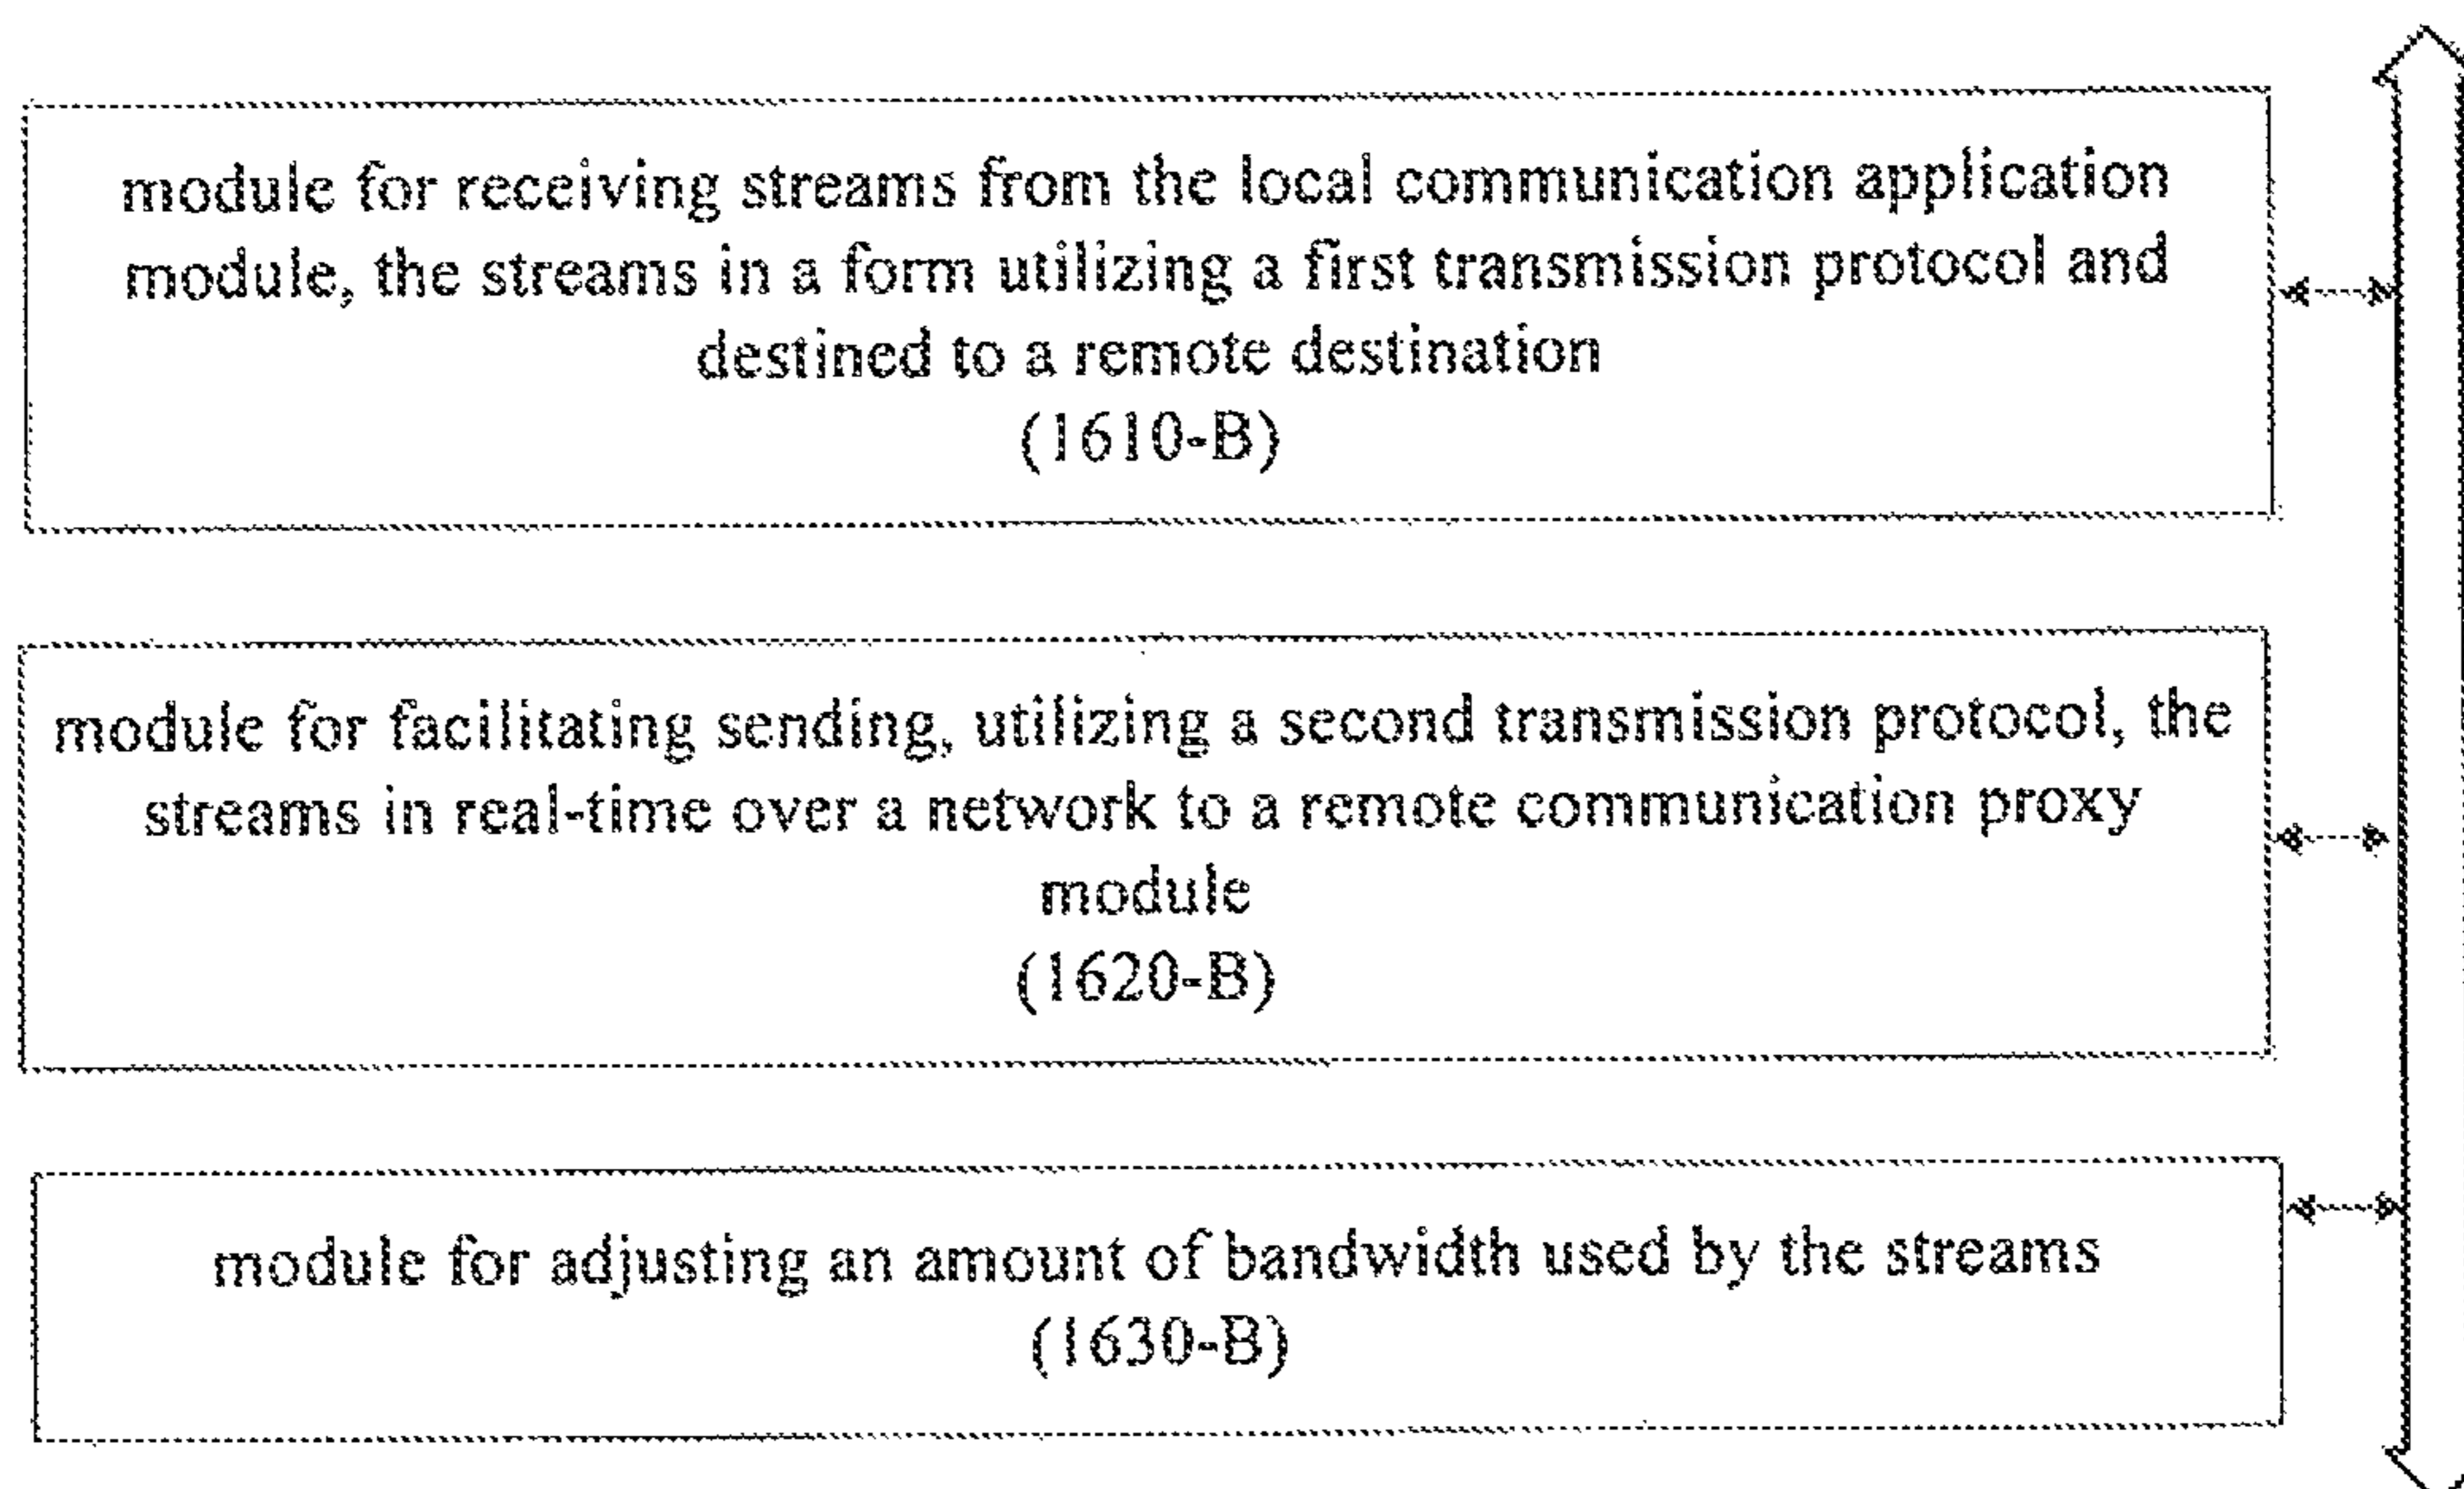 module for receiving streams from the local communication application
module, the streams in a form utilizing a first transmission protocol and
destined to a remote destination
(1610-B)
module for facilitating sending, utilizing a second transmission protocol, the
streams in real-time over a network to a remote communication proxy
module
(1620-B)
module for adjusting an amount of bandwidth used by the streams
(1630-B)